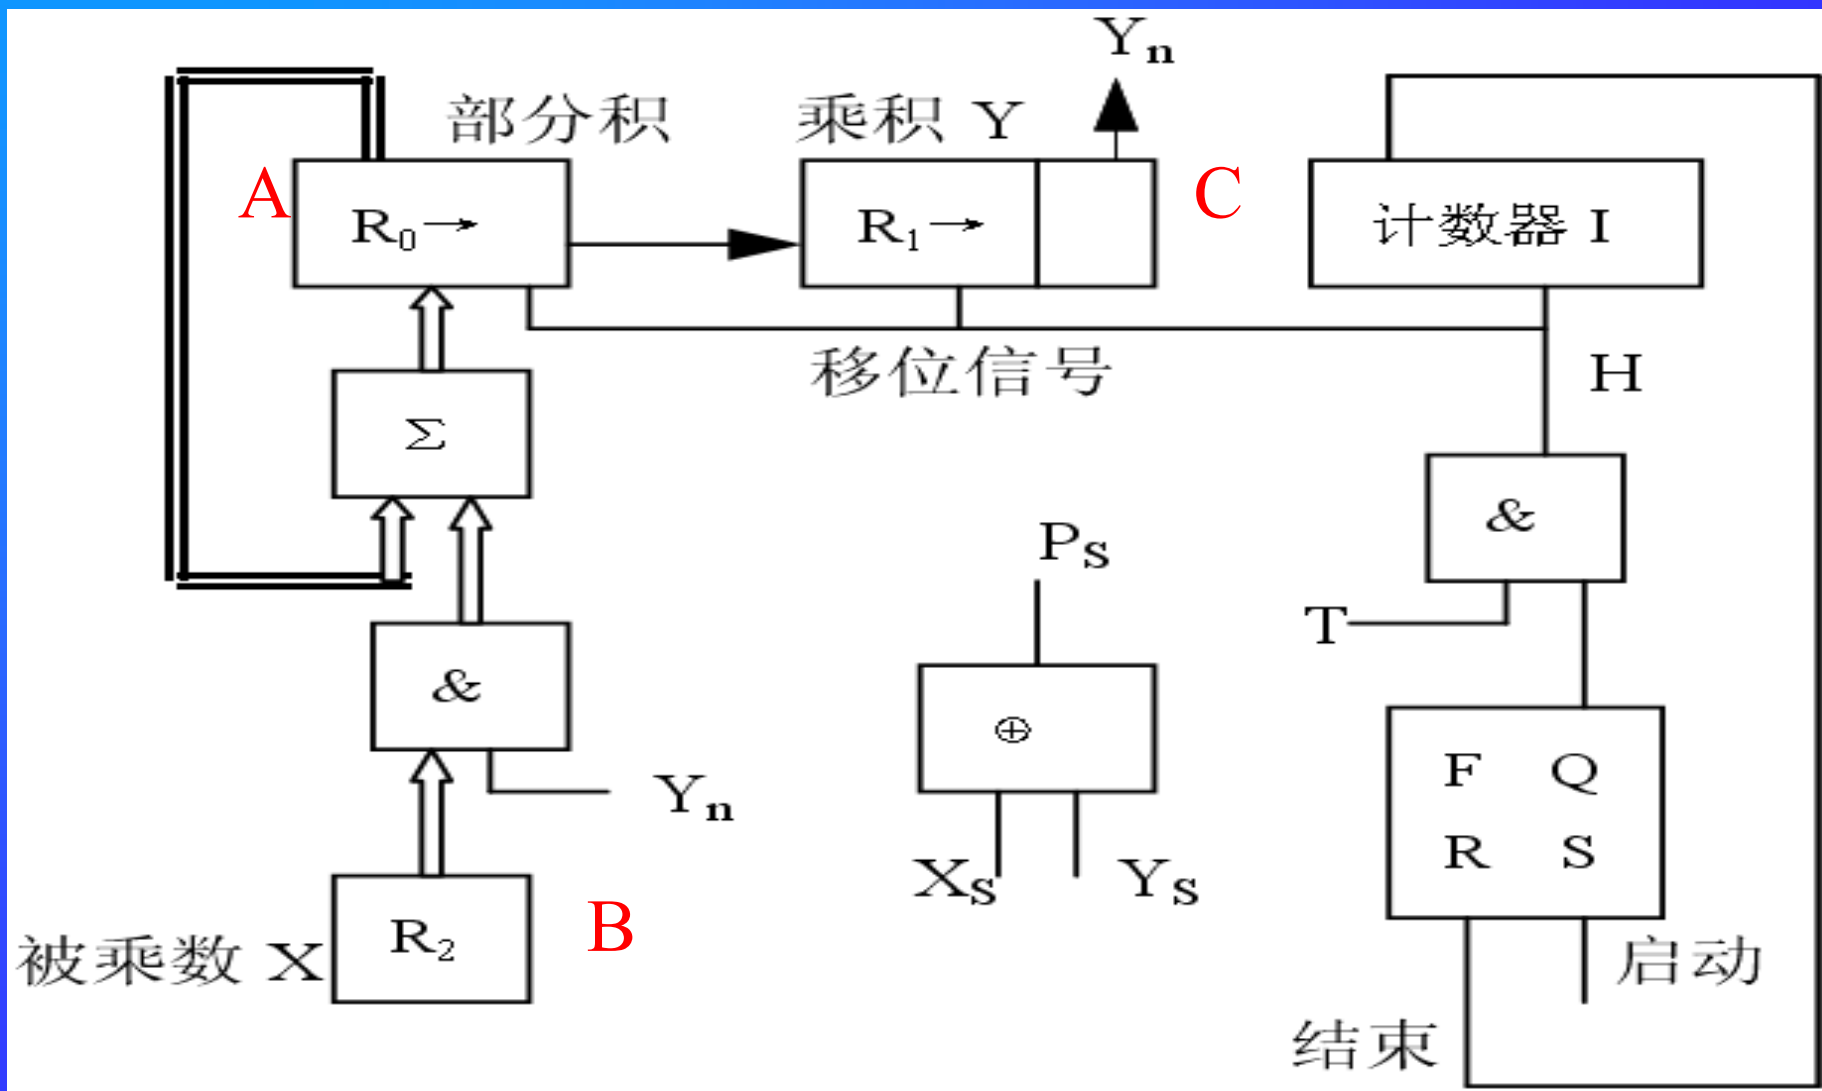 Yn
部分积
乘积 Y
A
R0→
R1→
C
计数器 I
移位信号
H
Σ
&
PS
T
&
⊕
F Q
Yn
R S
XS
YS
B
R2
被乘数 X
启动
结束